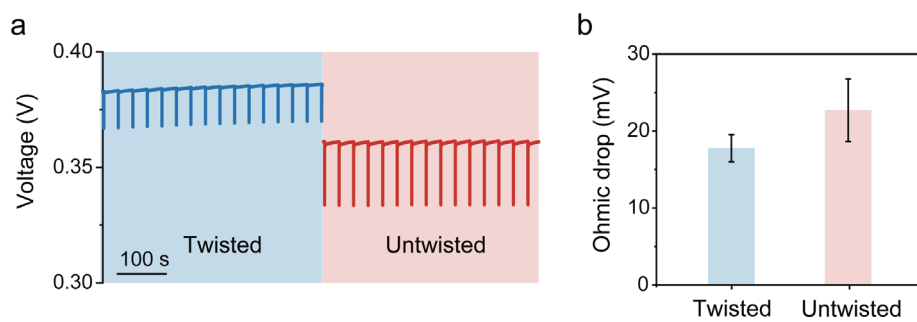 a
0.40
0.35
0.30
Voltage (V)
Twisted
Untwisted
100 s
b
30
20
10
0
Ohmic drop (mV)
Twisted
Untwisted